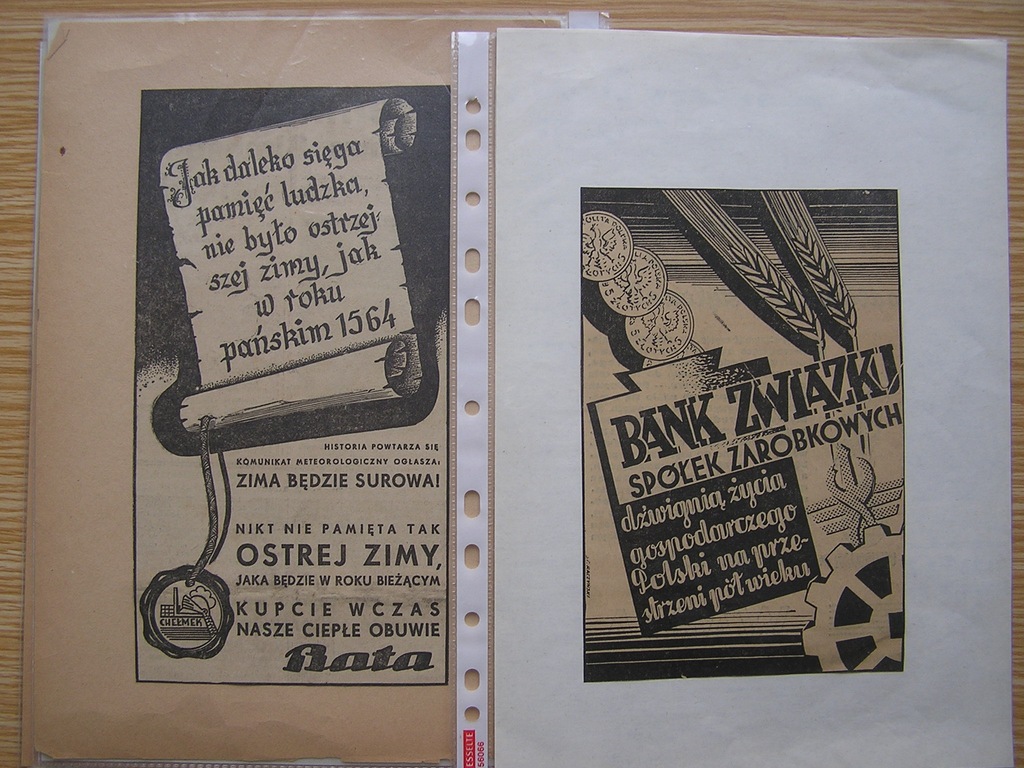 Jak daleko sięga
pamięć ludzka,
nie było ostrzej-
szej zimy, jak
w roku
pańskim 1564
HISTORIA POWTARZA SIĘ
KOMUNIKAT METEOROLOGICZNY OGŁASZA:
ZIMA BĘDZIE SUROWA!
NIKT NIE PAMIĘTA TAK
OSTREJ ZIMY,
JAKA BĘDZIE W ROKU BIEŻĄCYM
KUPCIE WCZAS
NASZE CIEPŁE OBUWIE
Bata
CHEŁMEK
ESSELTE
56066
5 ZŁOTYCH
BANK ZWIĄZKU
SPÓŁEK ZAROBKOWYCH
dźwignią życia
gospodarczego
Polski na prze-
strzeni pół wieku